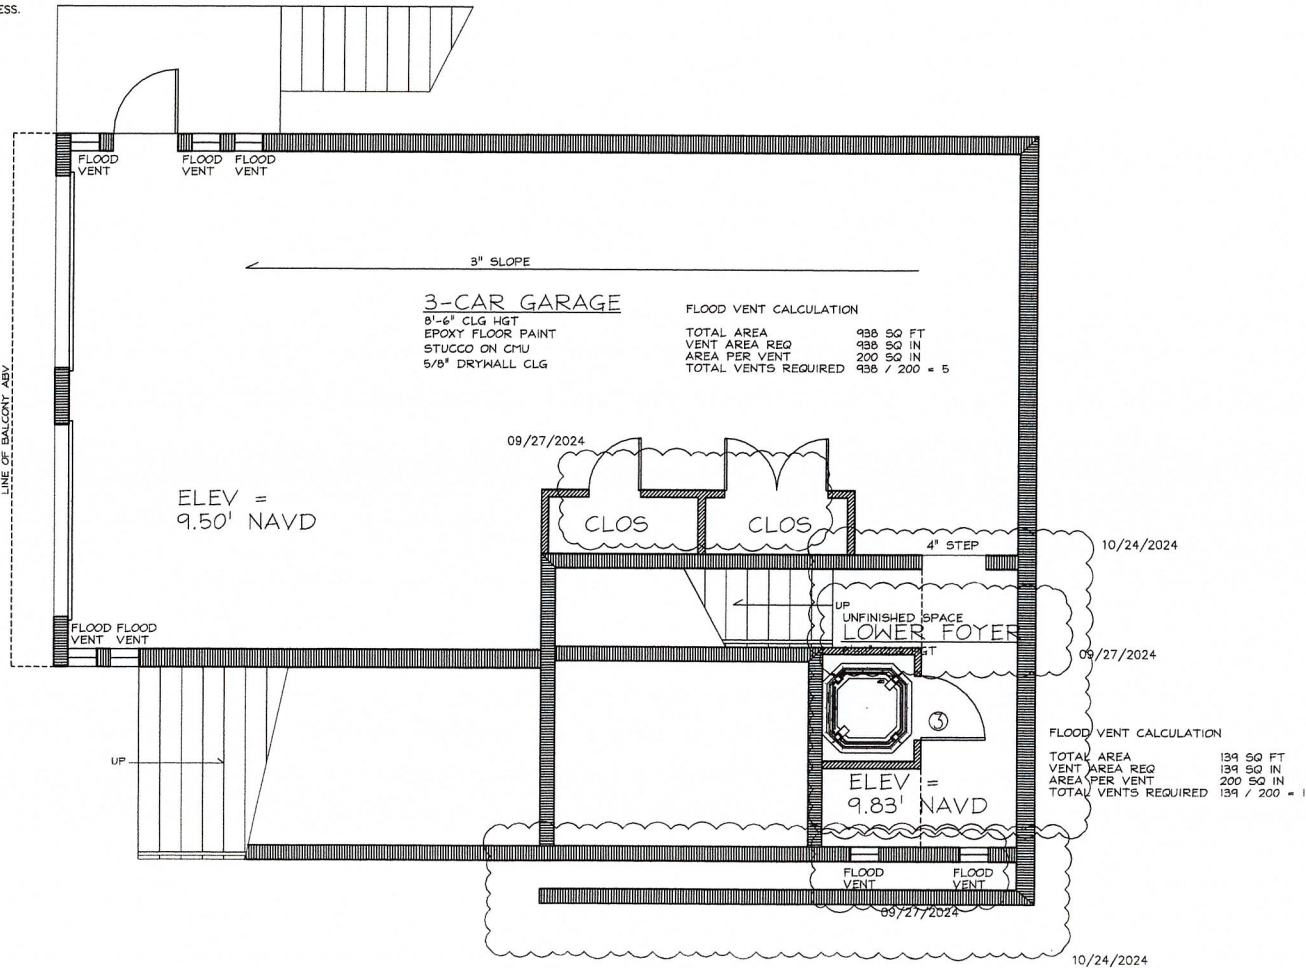 ESS.
FLOOD
VENT
FLOOD
VENT
FLOOD
VENT
LINE OF BALCONY ABV
3" SLOPE
3-CAR GARAGE
8'-6" CLG HGT
EPOXY FLOOR PAINT
STUCCO ON CMU
5/8" DRYWALL CLG
FLOOD VENT CALCULATION
TOTAL AREA 938 SQ FT
VENT AREA REQ 938 SQ IN
AREA PER VENT 200 SQ IN
TOTAL VENTS REQUIRED 938 / 200 = 5
09/27/2024
ELEV =
9.50' NAVD
CLOS
CLOS
4" STEP
10/24/2024
UP
UNFINISHED SPACE
LOWER FOYER
09/27/2024
FLOOD
VENT
FLOOD
VENT
3
UP
FLOOD VENT CALCULATION
TOTAL AREA 139 SQ FT
VENT AREA REQ 139 SQ IN
AREA PER VENT 200 SQ IN
TOTAL VENTS REQUIRED 139 / 200 = 1
ELEV =
9.83' NAVD
FLOOD
VENT
FLOOD
VENT
09/27/2024
10/24/2024